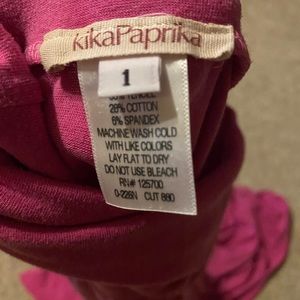 kikaPaprika
1
28% COTTON
6% SPANDEX
MACHINE WASH COLD
WITH LIKE COLORS
LAY FLAT TO DRY
DO NOT USE BLEACH
RN# 125700
CUT 880